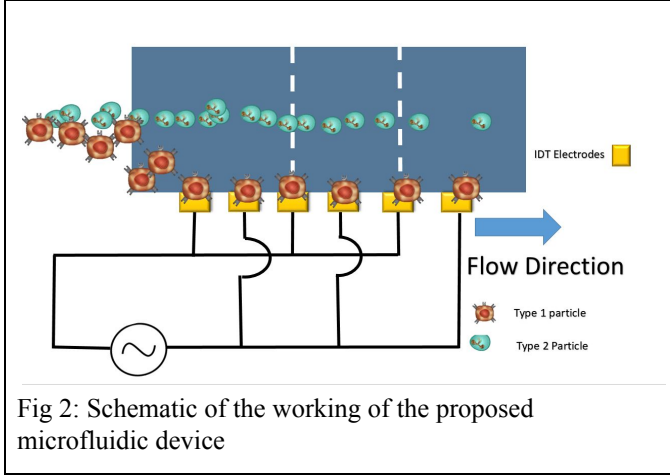 IDT Electrodes
Flow Direction
Type 1 particle
Type 2 Particle
Fig 2: Schematic of the working of the proposed
microfluidic device